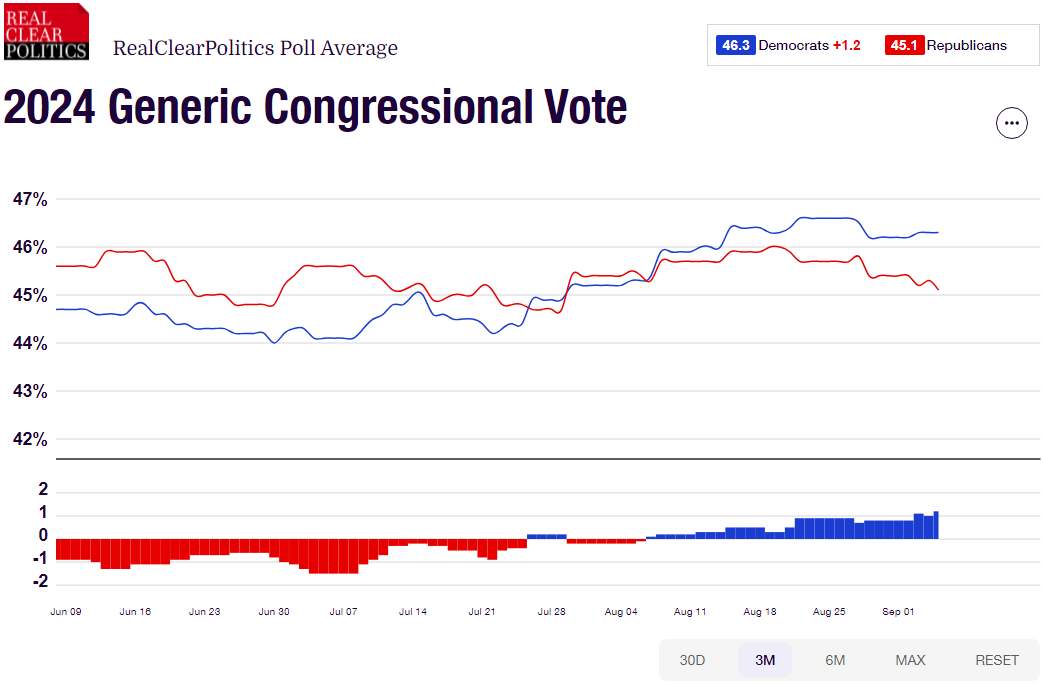 REAL
CLEAR
POLITICS
RealClearPolitics Poll Average
46.3 Democrats +1.2 45.1 Republicans
2024 Generic Congressional Vote
47%
46%
45%
44%
43%
42%
2
1
0
-1
-2
Jun 09 Jun 16 Jun 23 Jun 30 Jul 07 Jul 14 Jul 21 Jul 28 Aug 04 Aug 11 Aug 18 Aug 25 Sep 01
30D 3M 6M MAX RESET